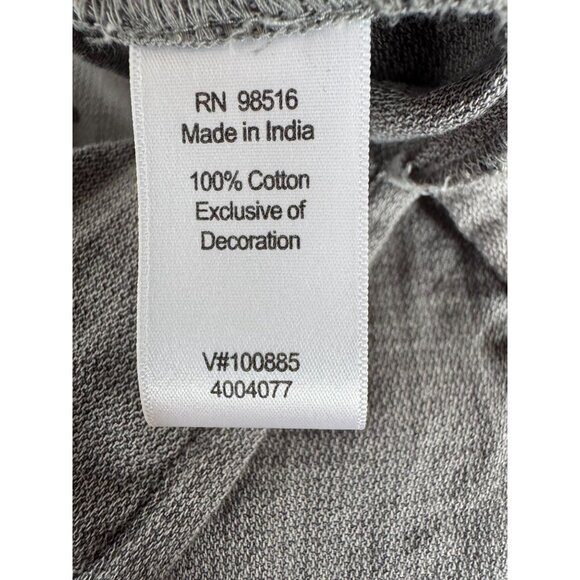 RN 98516
Made in India
100% Cotton
Exclusive of
Decoration
V#100885
4004077